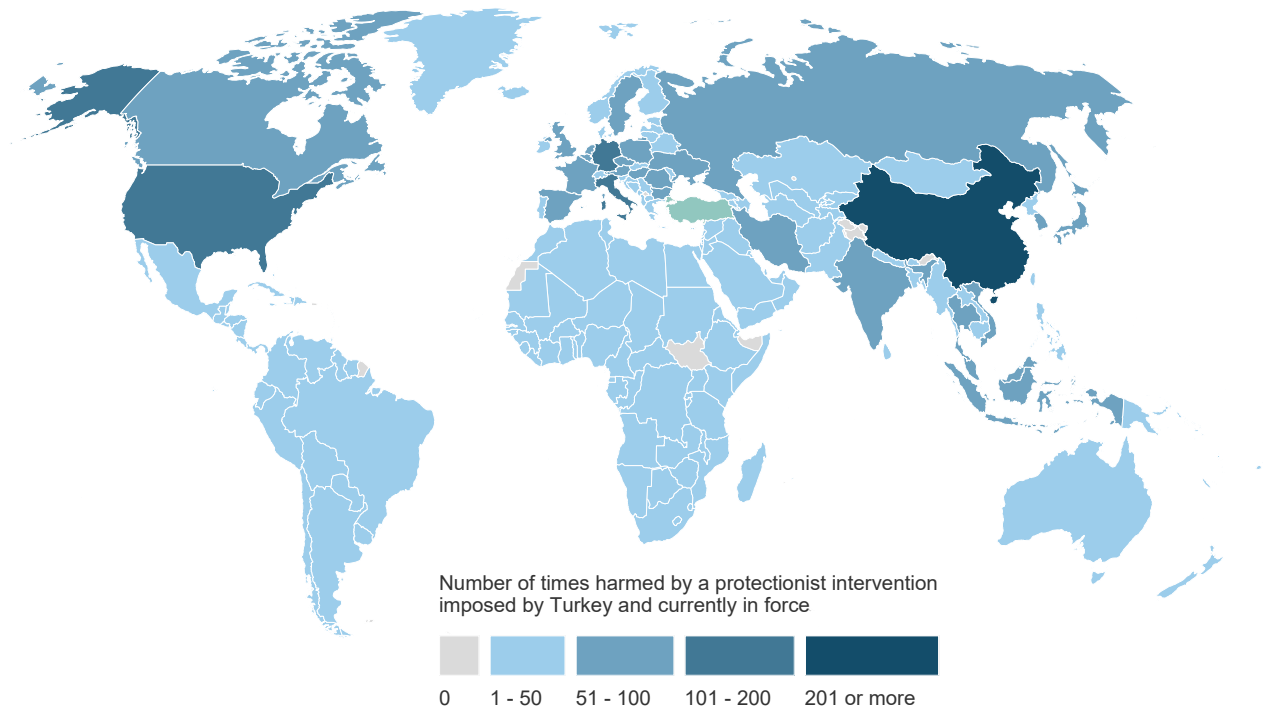 Number of times harmed by a protectionist intervention
imposed by Turkey and currently in force
0 1 - 50 51 - 100 101 - 200 201 or more